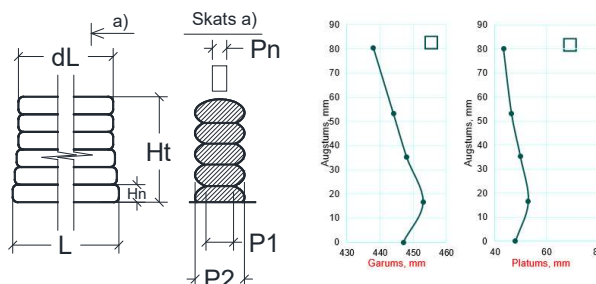 a)
dL
Ht
Hn
L
Skats a)
Pn
P1
P2
Augstums, mm
90
80
70
60
50
40
30
20
10
0
430
440
450
460
Garums, mm
Augstums, mm
90
80
70
60
50
40
30
20
10
0
40
60
Platums, mm